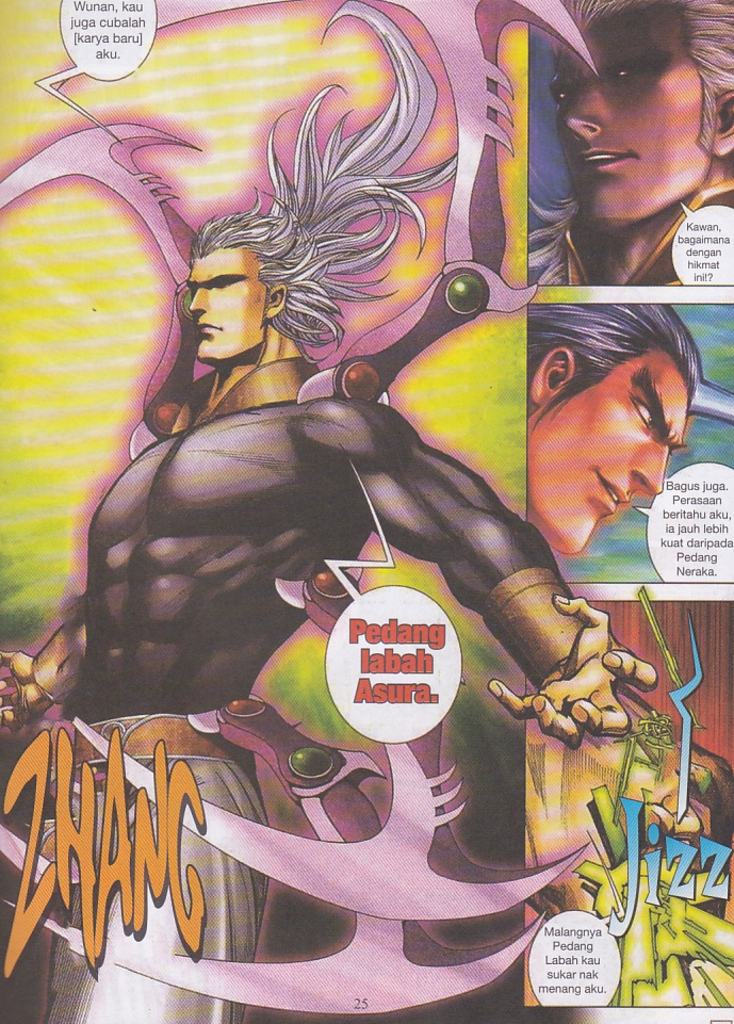 Wunan, kau
juga cubalah
[karya baru]
aku.
Kawan,
bagaimana
dengan
hikmat
ini!?
Bagus juga.
Perasaan
beritahu aku,
ia jauh lebih
kuat daripada
Pedang
Neraka.
Pedang
labah
Asura.
ZHANG
Jizz
Malangnya
Pedang
Labah kau
sukar nak
menang aku.
25